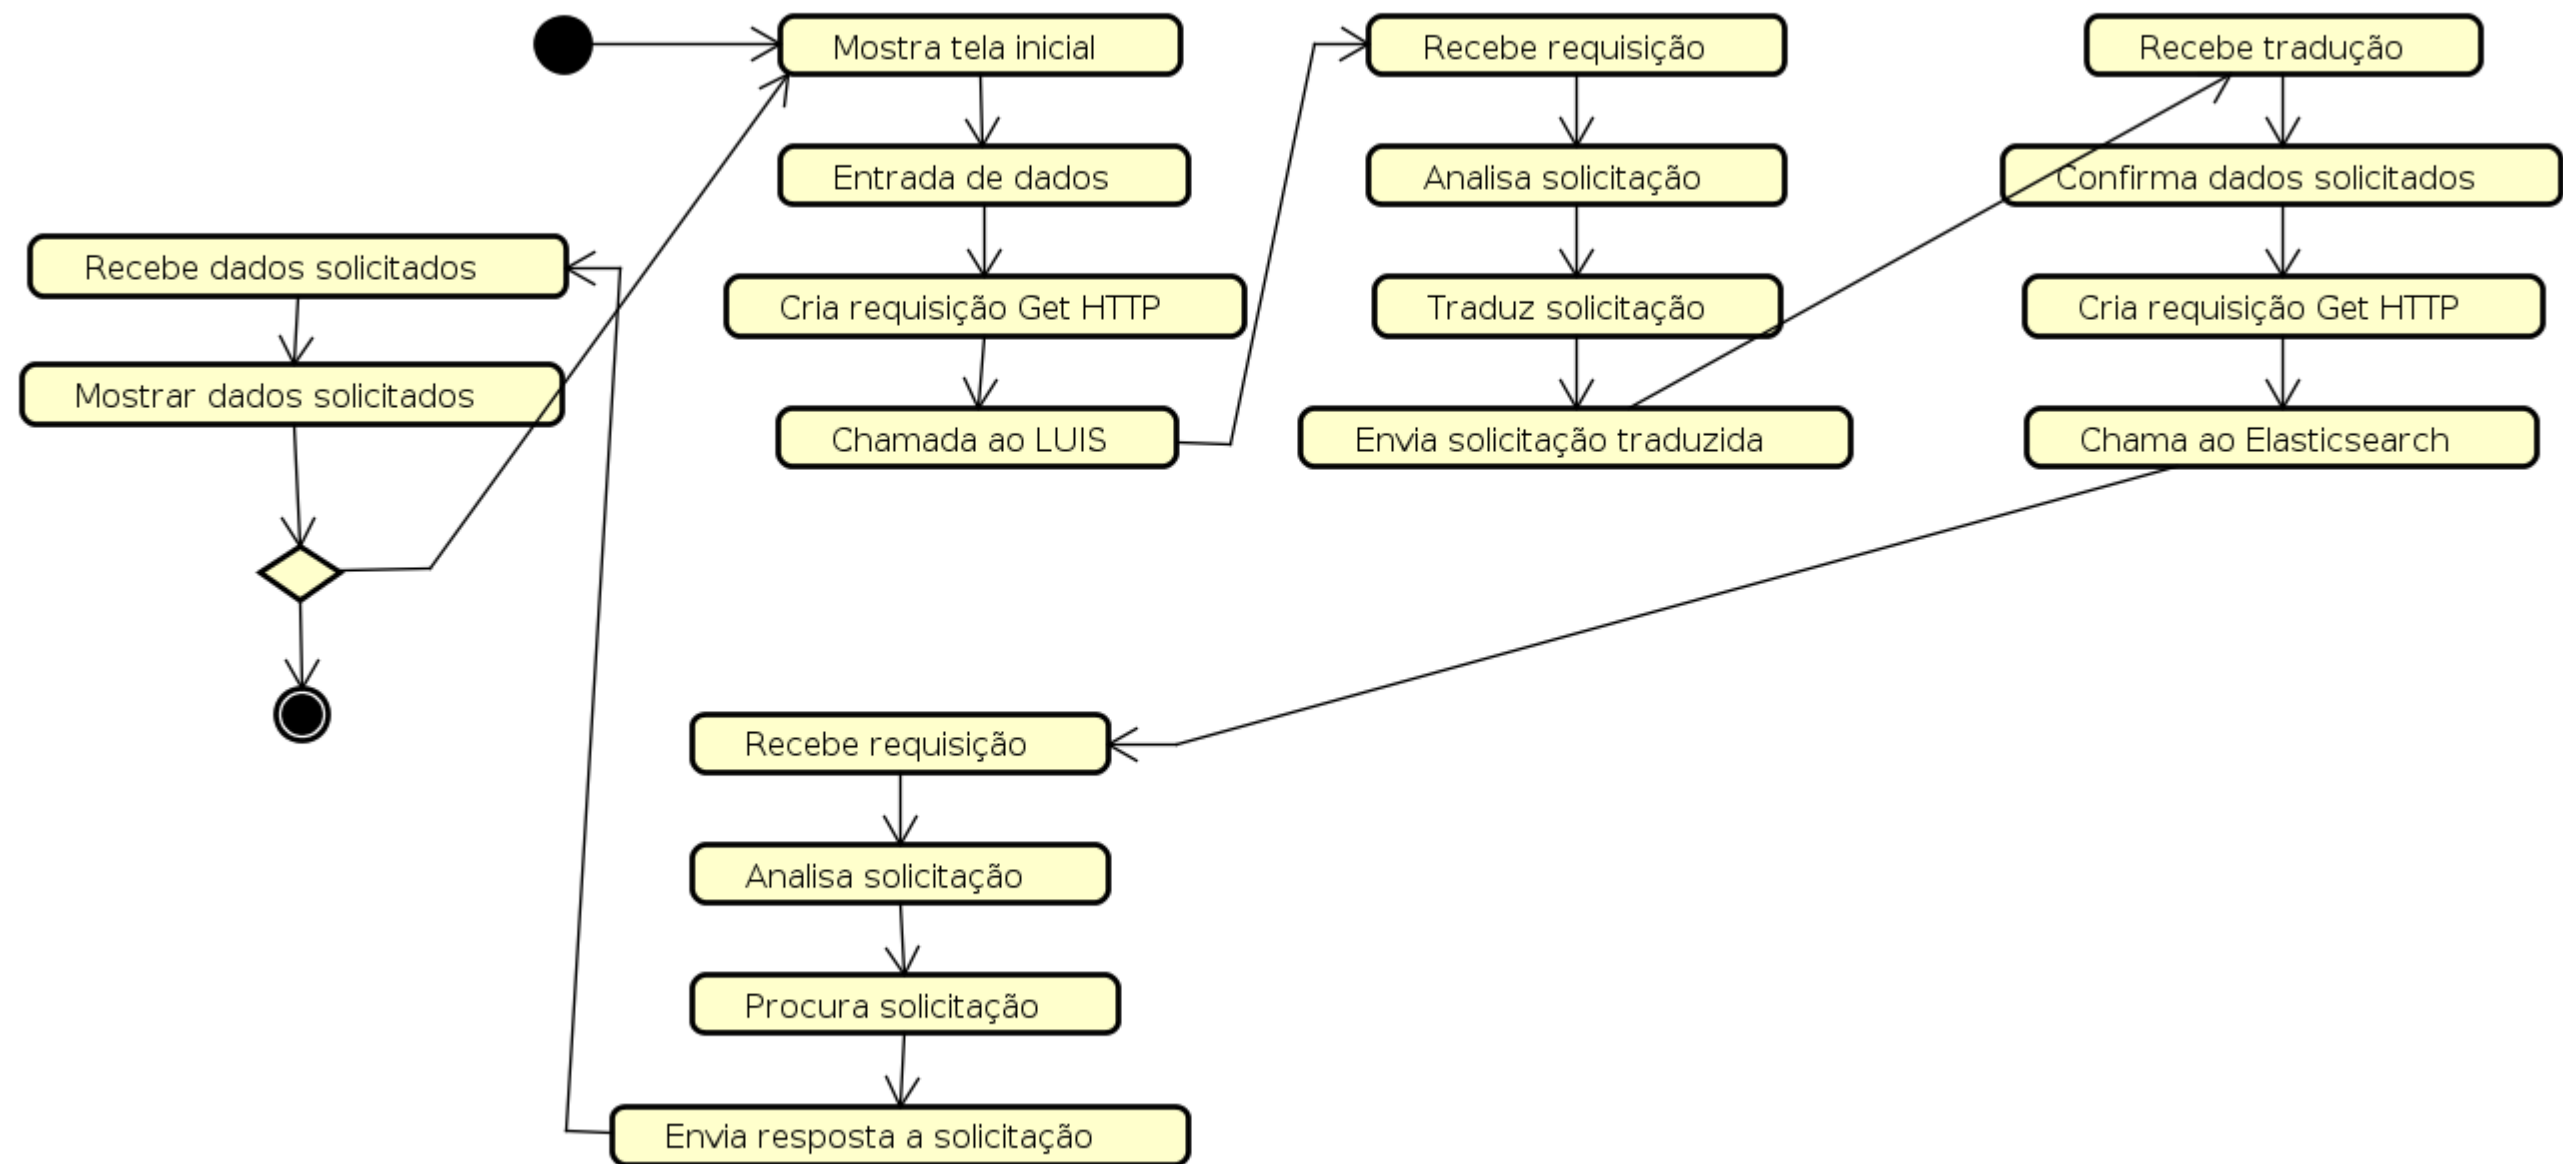 Mostra tela inicial
Entrada de dados
Cria requisição Get HTTP
Chamada ao LUIS
Recebe requisição
Analisa solicitação
Traduz solicitação
Envia solicitação traduzida
Recebe tradução
Confirma dados solicitados
Cria requisição Get HTTP
Chama ao Elasticsearch
Recebe requisição
Analisa solicitação
Procura solicitação
Envia resposta a solicitação
Recebe dados solicitados
Mostrar dados solicitados